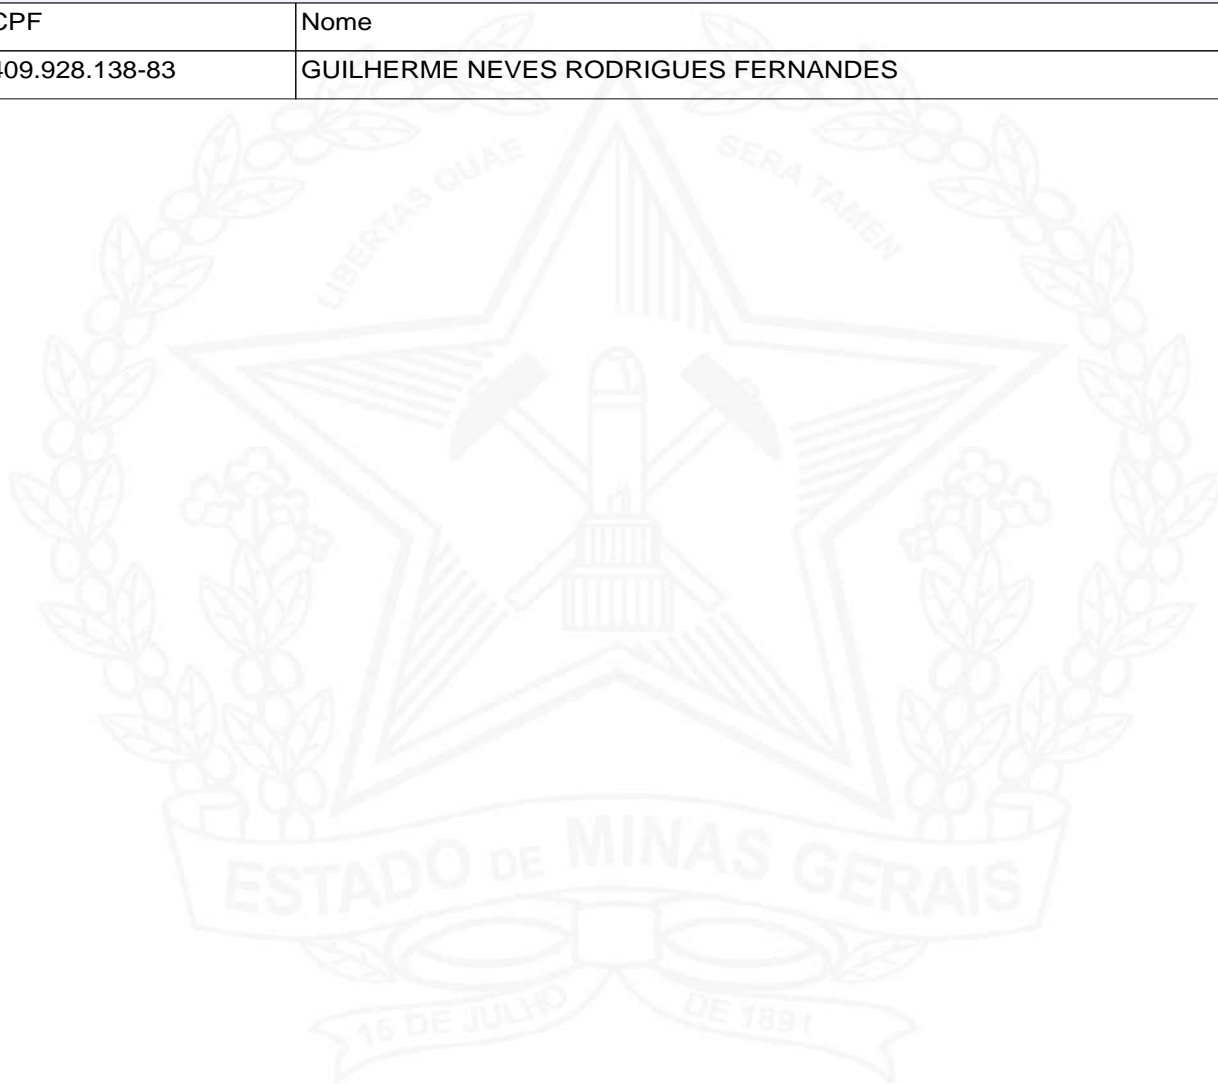 CPF Nome
409.928.138-83 GUILHERME NEVES RODRIGUES FERNANDES
LIBERTAS QUAE SERA TAMEN
ESTADO DE MINAS GERAIS
15 DE JULHO DE 1891